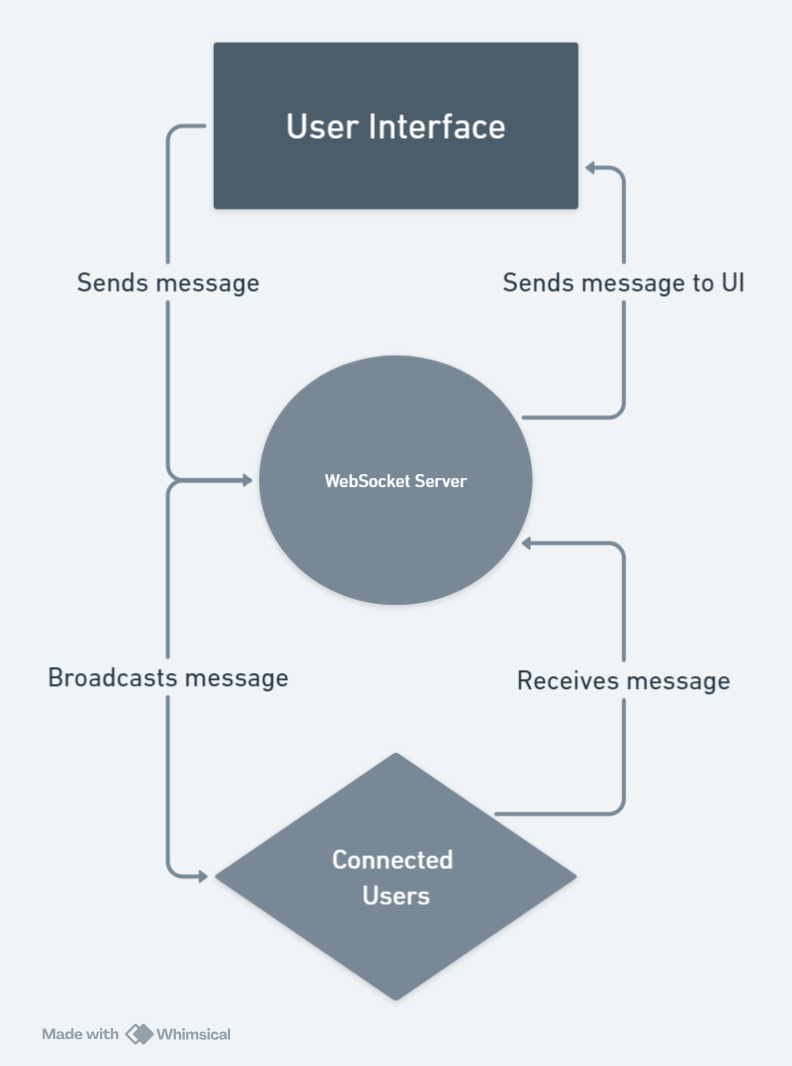 User Interface
Sends message
Sends message to UI
WebSocket Server
Broadcasts message
Receives message
Connected
Users
Made with Whimsical